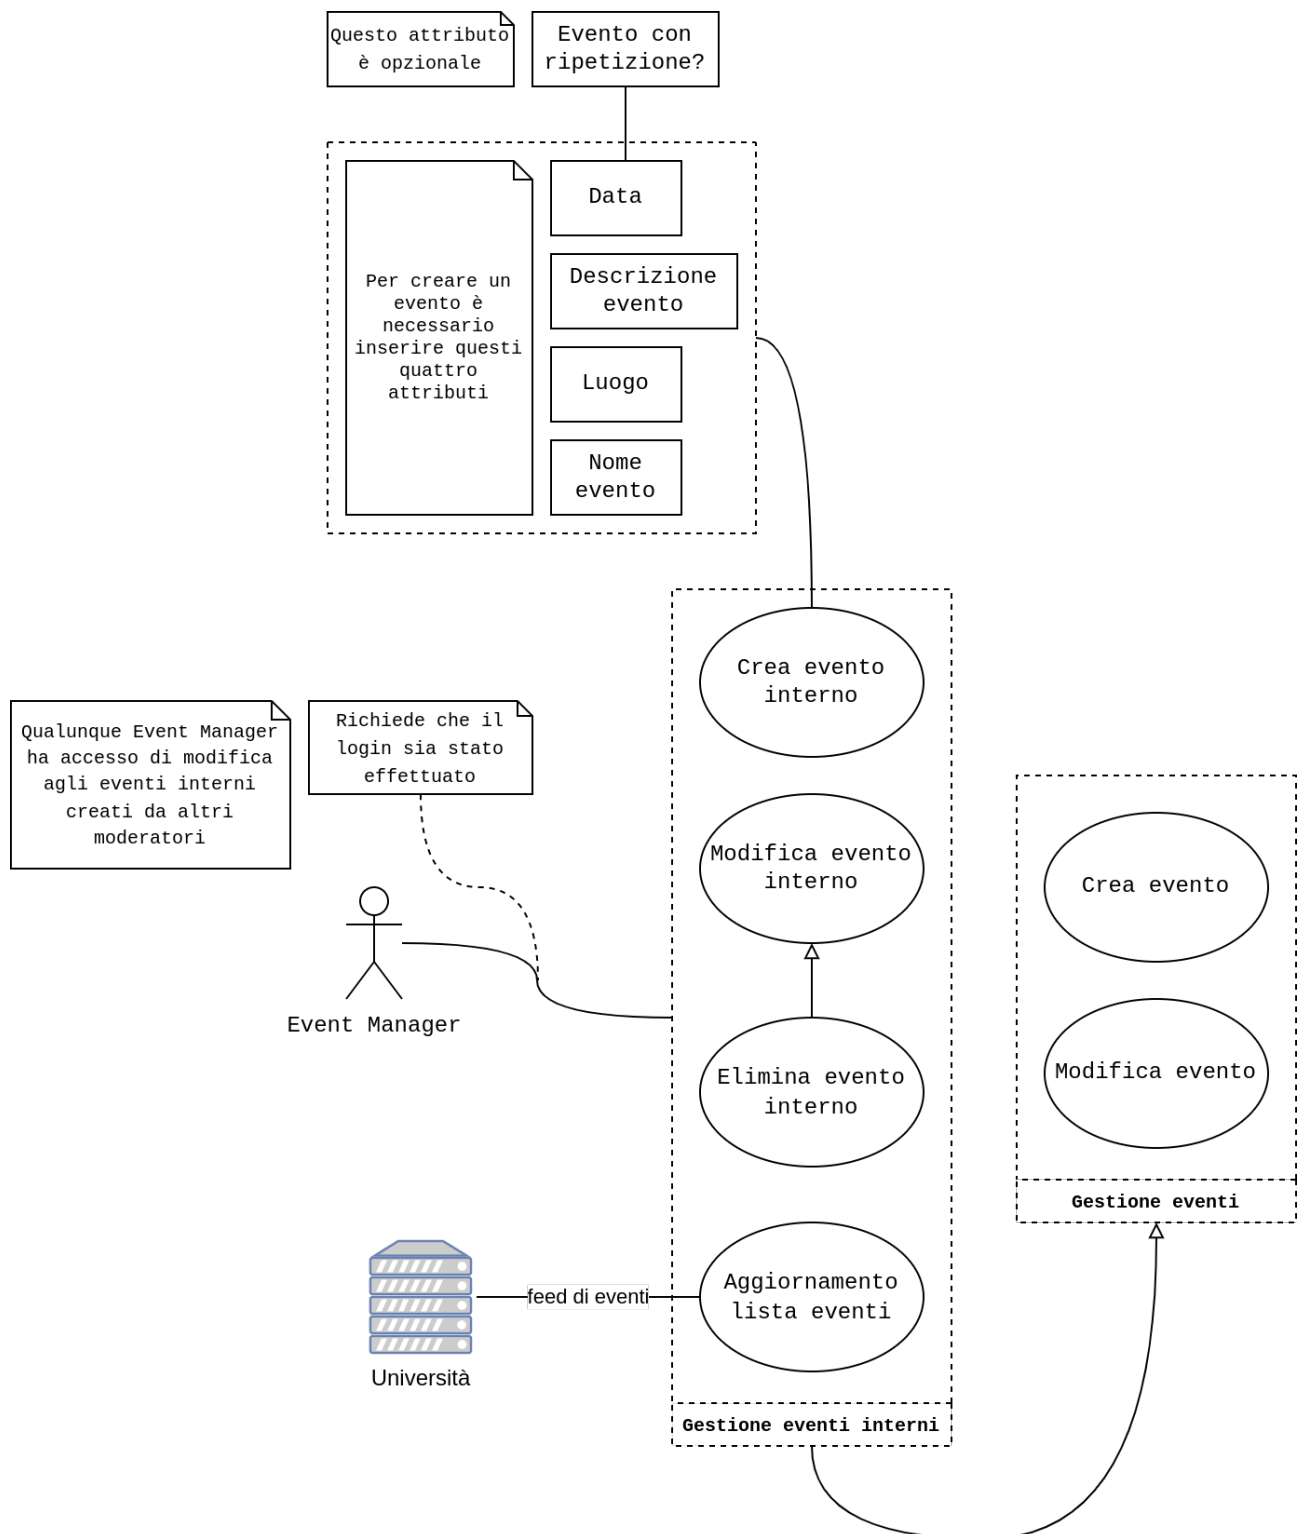 Questo attributo
è opzionale
Evento con
ripetizione?
Per creare un
evento è
necessario
inserire questi
quattro
attributi
Data
Descrizione
evento
Luogo
Nome
evento
Crea evento
interno
Qualunque Event Manager
ha accesso di modifica
agli eventi interni
creati da altri
moderatori
Richiede che il
login sia stato
effettuato
Modifica evento
interno
Crea evento
Event Manager
Elimina evento
interno
Modifica evento
Gestione eventi
feed di eventi
Aggiornamento
lista eventi
Università
Gestione eventi interni